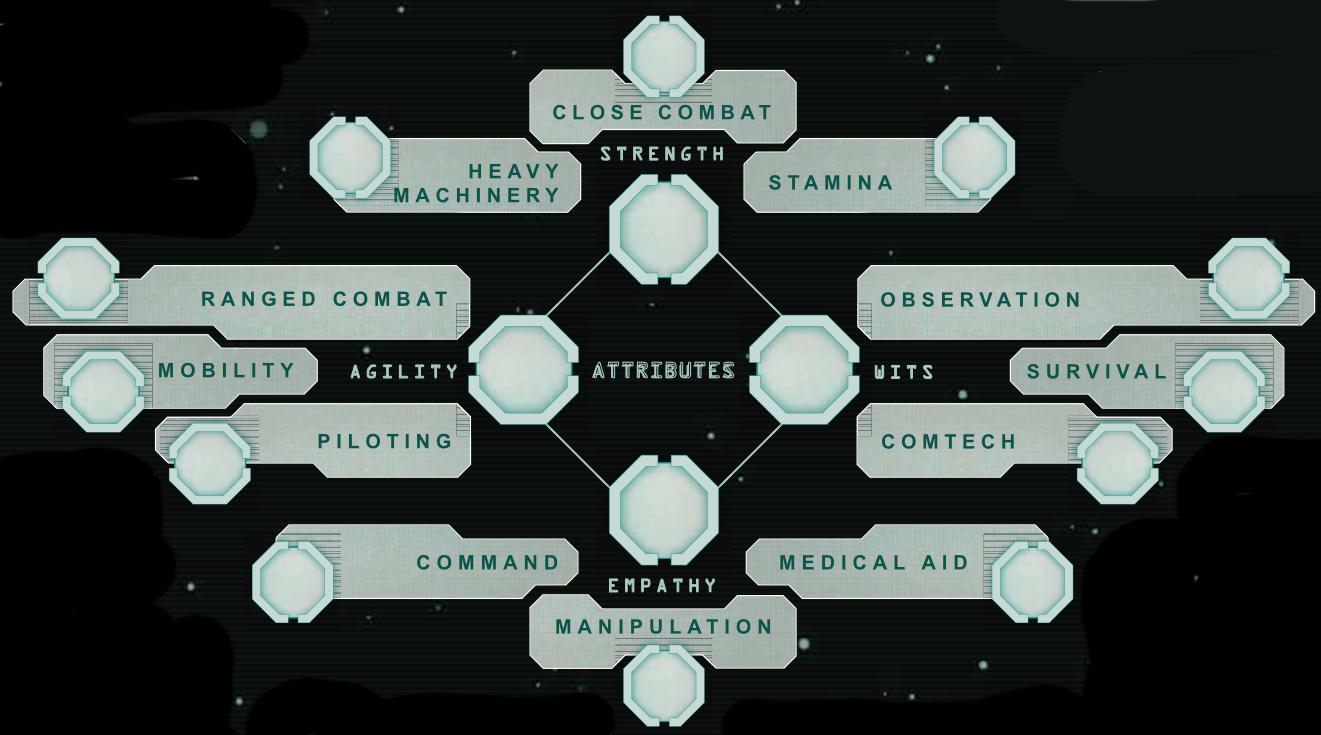 CLOSE COMBAT
STRENGTH
HEAVY
MACHINERY
STAMINA
RANGED COMBAT
OBSERVATION
MOBILITY
AGILITY
ATTRIBUTES
WITS
SURVIVAL
PILOTING
COMTECH
COMMAND
MEDICAL AID
EMPATHY
MANIPULATION